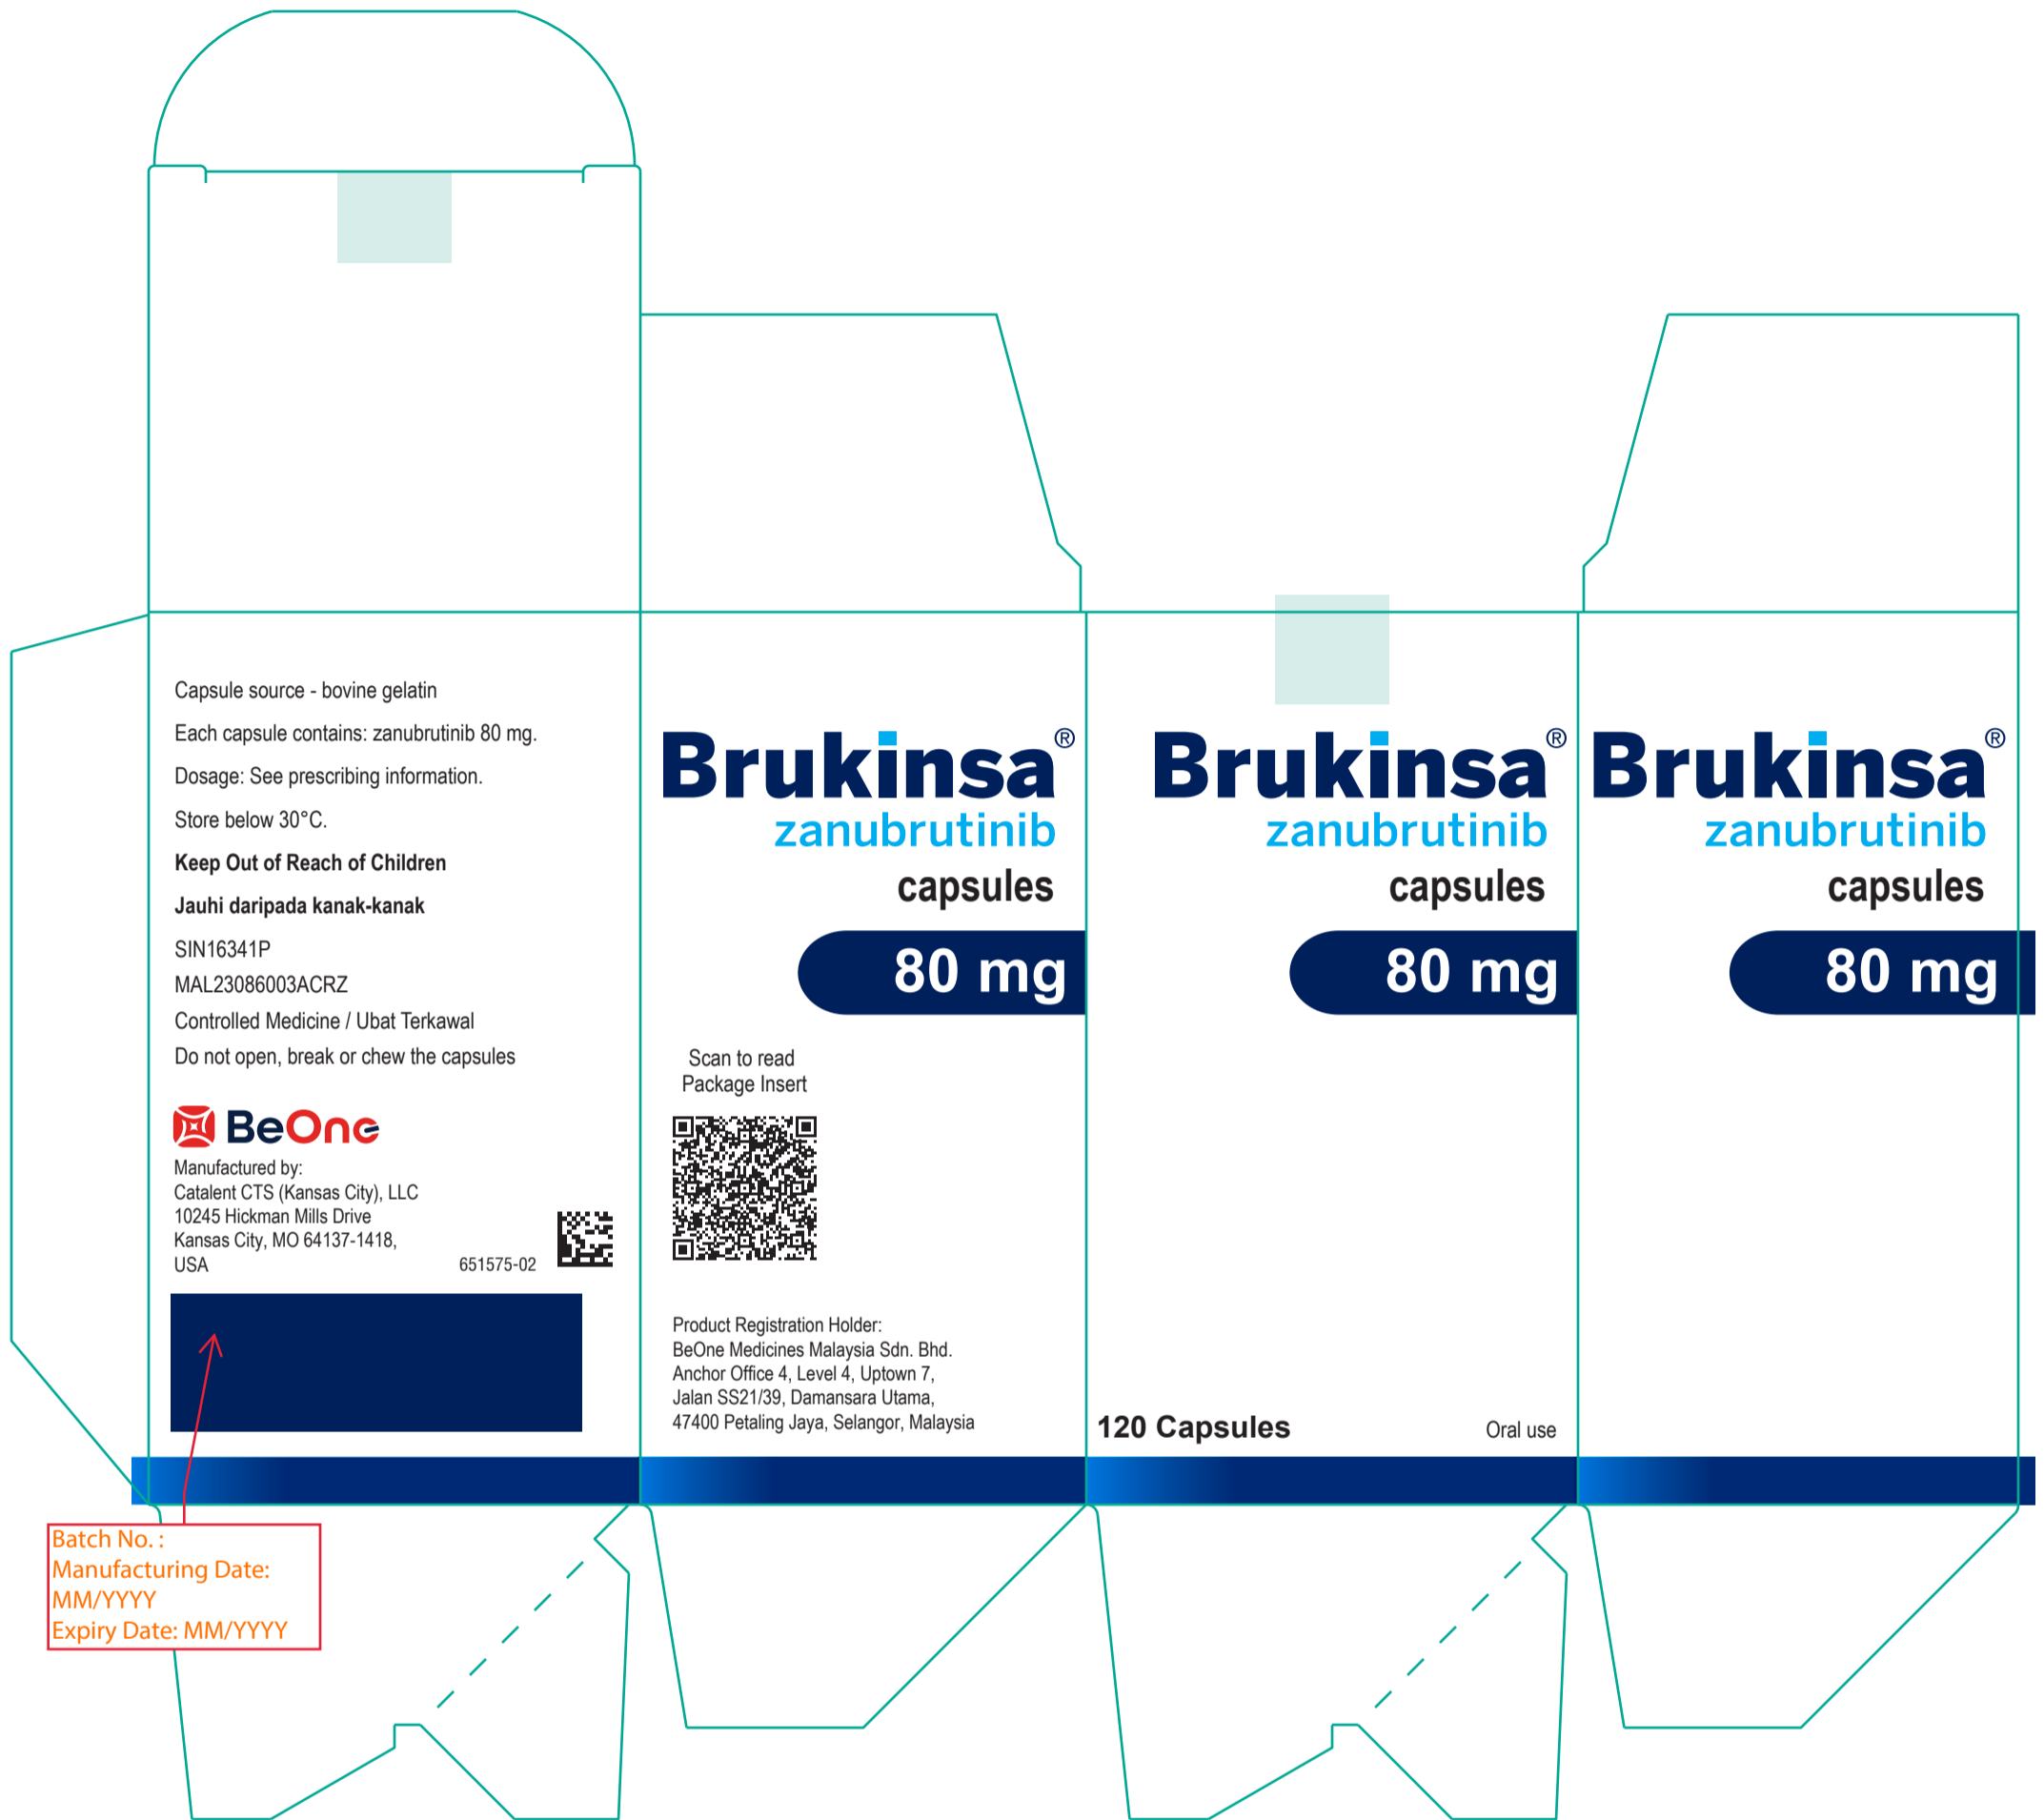 Capsule source - bovine gelatin
Each capsule contains: zanubrutinib 80 mg.
Dosage: See prescribing information.
Store below 30°C.
Keep Out of Reach of Children
Jauhi daripada kanak-kanak
SIN16341P
MAL23086003ACRZ
Controlled Medicine / Ubat Terkawal
Do not open, break or chew the capsules
BeOne
Manufactured by:
Catalent CTS (Kansas City), LLC
10245 Hickman Mills Drive
Kansas City, MO 64137-1418,
USA
651575-02
Batch No. :
Manufacturing Date:
MM/YYYY
Expiry Date: MM/YYYY
Brukinsa®
zanubrutinib
capsules
80 mg
Scan to read
Package Insert
Product Registration Holder:
BeOne Medicines Malaysia Sdn. Bhd.
Anchor Office 4, Level 4, Uptown 7,
Jalan SS21/39, Damansara Utama,
47400 Petaling Jaya, Selangor, Malaysia
Brukinsa®
zanubrutinib
capsules
80 mg
120 Capsules
Oral use
Brukinsa®
zanubrutinib
capsules
80 mg